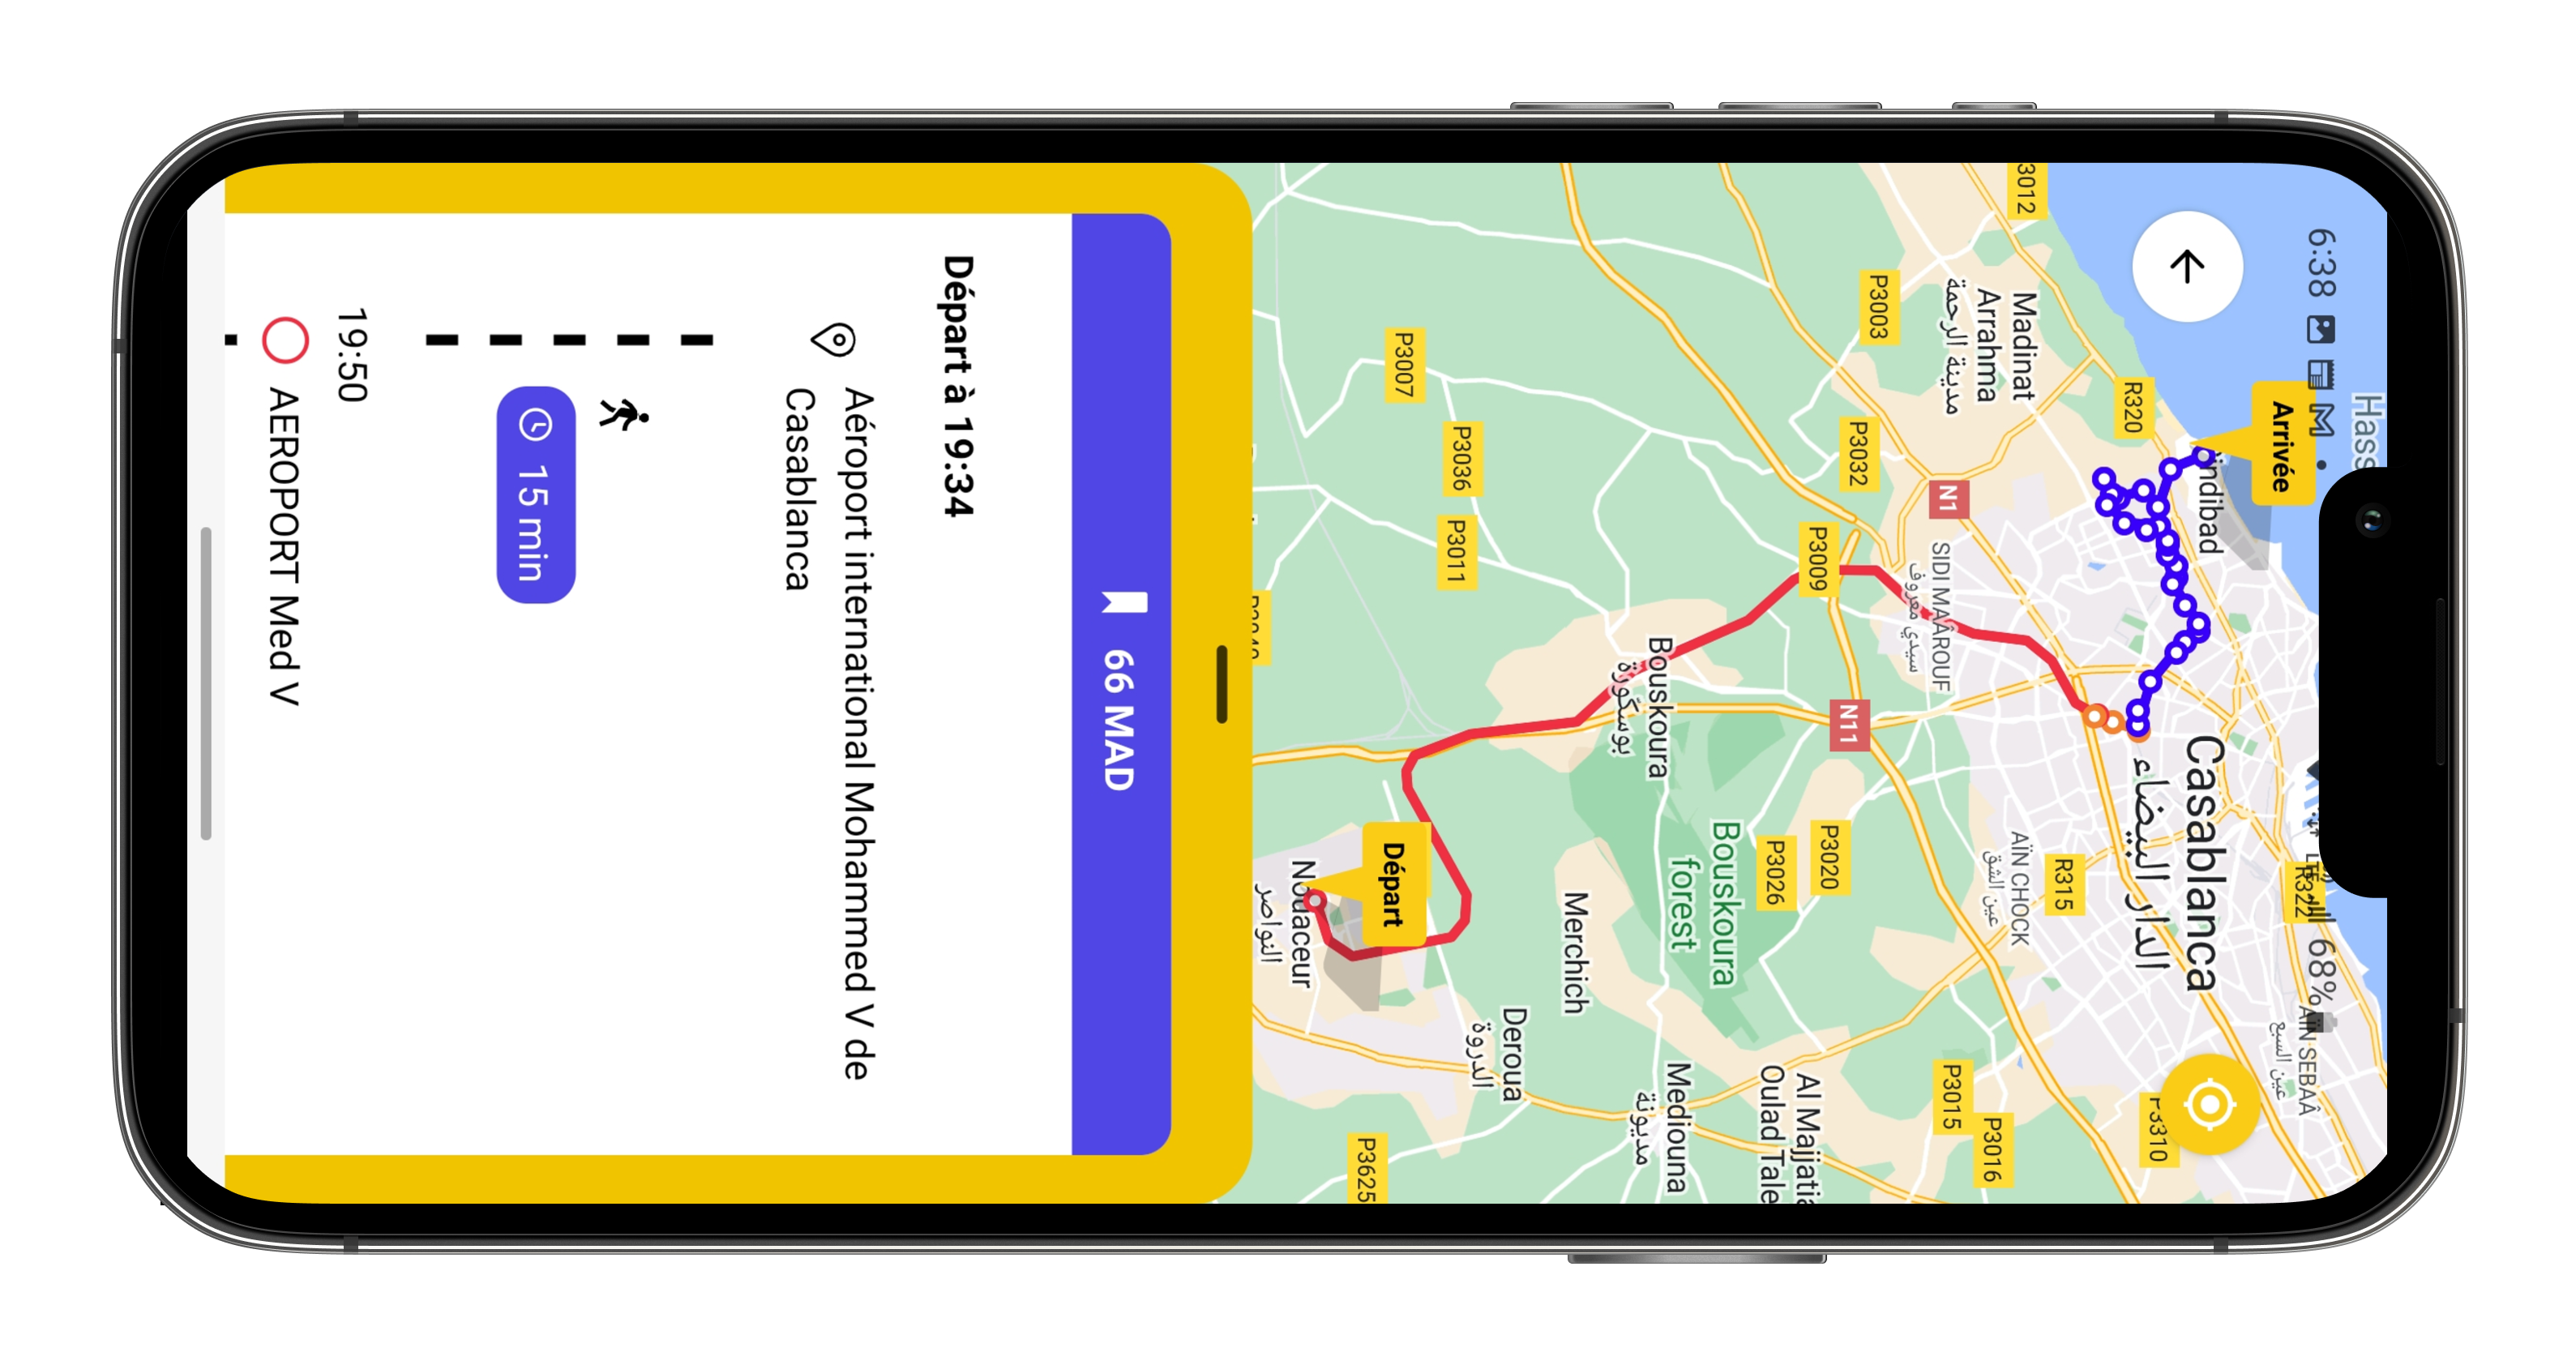 6:38
68%
Hass
Arrivée
R320
3012
Madinat
Arrahma
مدينة الرحمة
Casablanca
الدار البيضاء
R322
AÏN SEBAÂ
عين السبع
P3003
P3032
N1
SIDI MAÂROUF
سيدي معروف
R315
AÏN CHOCK
عين الشق
P3015
P3016
P3009
N11
P3020
P3026
Al Majjatia
Oulad Tale
P3007
P3036
P3011
Bouskoura
بوسكورة
Bouskoura
forest
Merchich
Mediouna
مديونة
Deroua
الدروة
Départ
Nouaceur
النواصر
P3625
66 MAD
Départ à 19:34
Aéroport international Mohammed V de
Casablanca
15 min
19:50
AEROPORT Med V